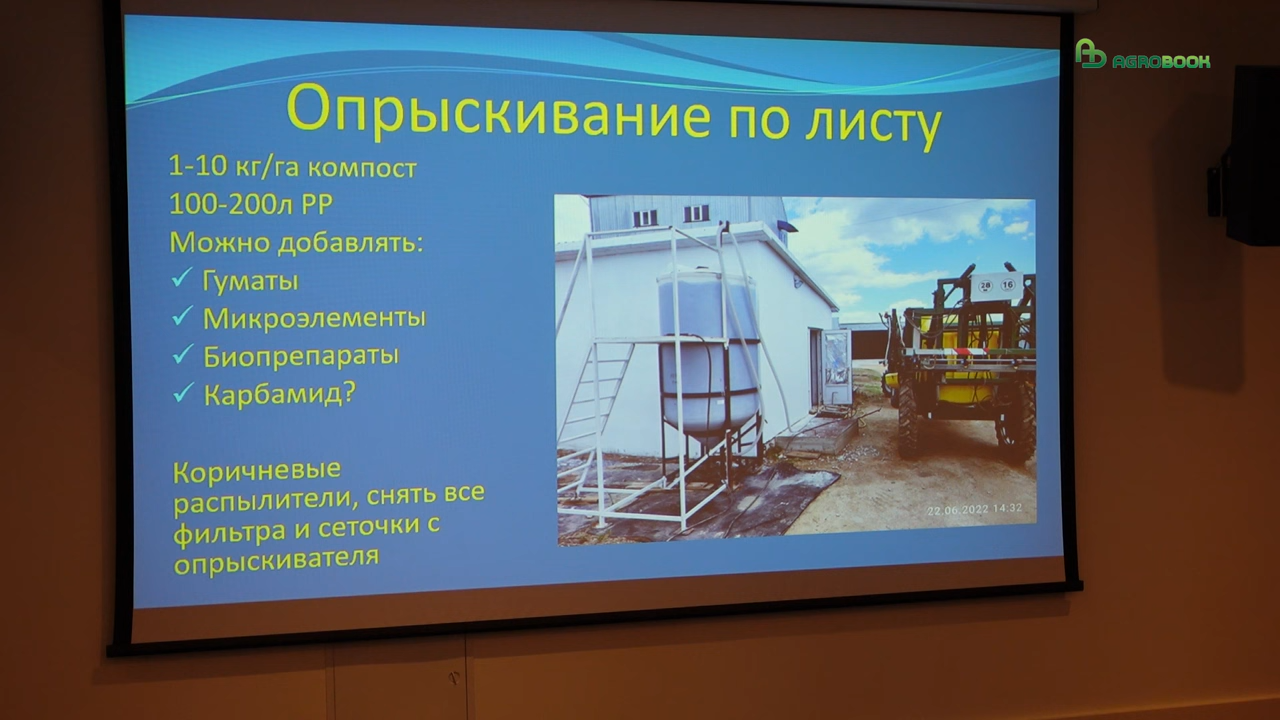 AGROBOOK
Опрыскивание по листу
1-10 кг/га компост
100-200л РР
Можно добавлять:
✓ Гуматы
✓ Микроэлементы
✓ Биопрепараты
✓ Карбамид?
Коричневые
распылители, снять все
фильтра и сеточки с
опрыскивателя
28 16
22.06.2022 14:32